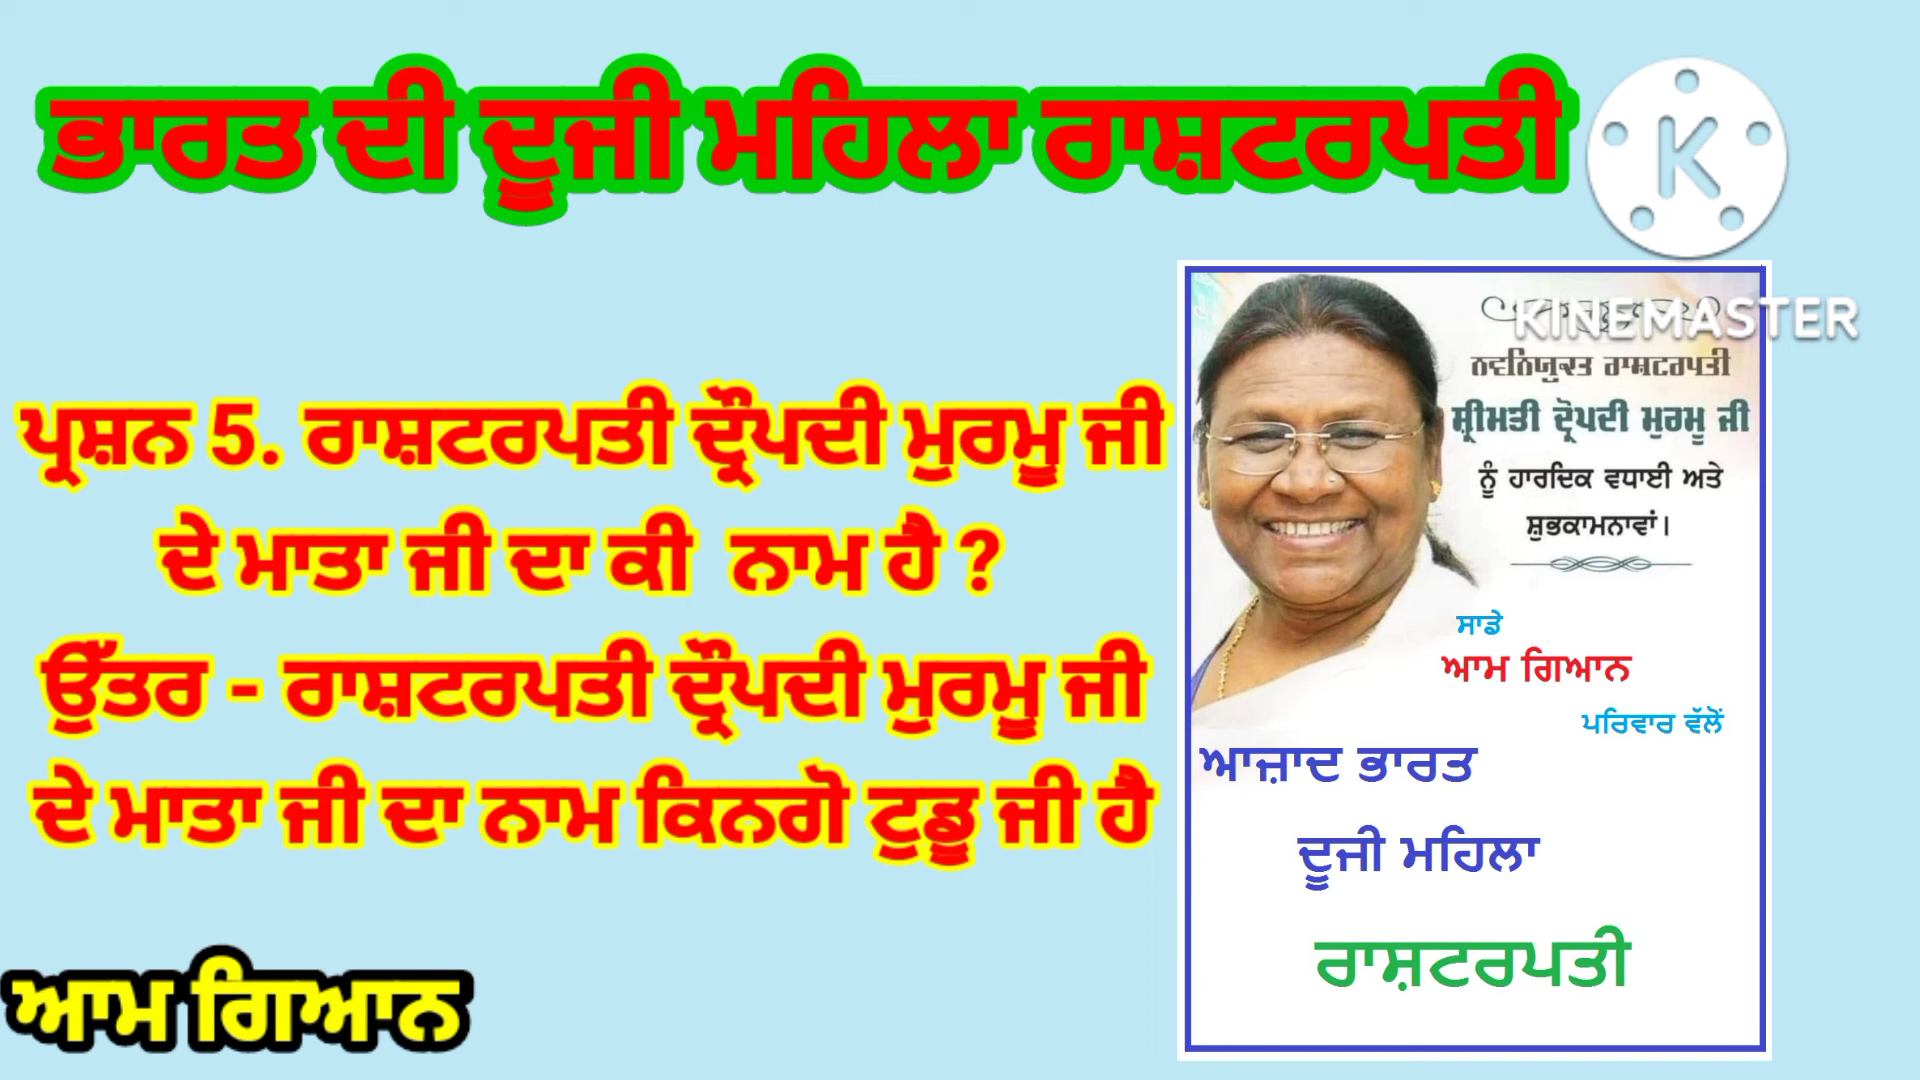 ਭਾਰਤ ਦੀ ਦੂਜੀ ਮਹਿਲਾ ਰਾਸ਼ਟਰਪਤੀ
K
KINEMASTER
ਪ੍ਰਸ਼ਨ 5. ਰਾਸ਼ਟਰਪਤੀ ਦ੍ਰੌਪਦੀ ਮੁਰਮੂ ਜੀ
ਦੇ ਮਾਤਾ ਜੀ ਦਾ ਕੀ ਨਾਮ ਹੈ ?
ਉੱਤਰ - ਰਾਸ਼ਟਰਪਤੀ ਦ੍ਰੌਪਦੀ ਮੁਰਮੂ ਜੀ
ਦੇ ਮਾਤਾ ਜੀ ਦਾ ਨਾਮ ਕਿਨਗੋ ਟੁਡੂ ਜੀ ਹੈ
ਆਮ ਗਿਆਨ
ਨਵਨਿਯੁਕਤ ਰਾਸ਼ਟਰਪਤੀ
ਸ਼੍ਰੀਮਤੀ ਦ੍ਰੋਪਦੀ ਮੁਰਮੂ ਜੀ
ਨੂੰ ਹਾਰਦਿਕ ਵਧਾਈ ਅਤੇ
ਸ਼ੁਭਕਾਮਨਾਵਾਂ।
ਸਾਡੇ
ਆਮ ਗਿਆਨ
ਪਰਿਵਾਰ ਵੱਲੋਂ
ਆਜ਼ਾਦ ਭਾਰਤ
ਦੂਜੀ ਮਹਿਲਾ
ਰਾਸ਼ਟਰਪਤੀ